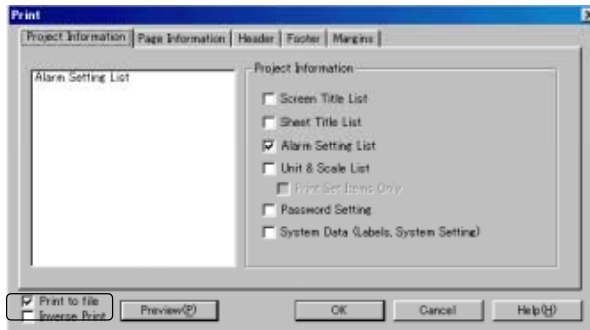 Print
Project Information Page Information Header Footer Margins
Alarm Setting List
Project Information
Screen Title List
Sheet Title List
Alarm Setting List
Unit & Scale List
Print Set Items Only
Password Setting
System Data (Labels, System Setting)
Print to file
Inverse Print
Preview(P) OK Cancel Help(H)